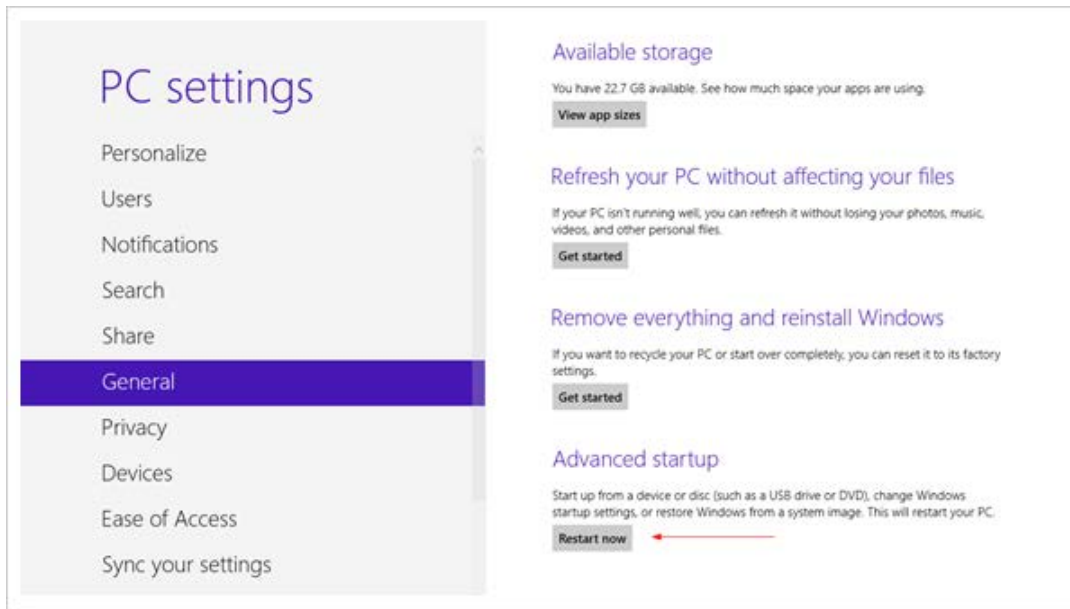 PC settings
Personalize
Users
Notifications
Search
Share
General
Privacy
Devices
Ease of Access
Sync your settings
Available storage
You have 22.7 GB available. See how much space your apps are using.
View app sizes
Refresh your PC without affecting your files
If your PC isn't running well, you can refresh it without losing your photos, music,
videos, and other personal files.
Get started
Remove everything and reinstall Windows
If you want to recycle your PC or start over completely, you can reset it to its factory
settings.
Get started
Advanced startup
Start up from a device or disc (such as a USB drive or DVD), change Windows
startup settings, or restore Windows from a system image. This will restart your PC.
Restart now